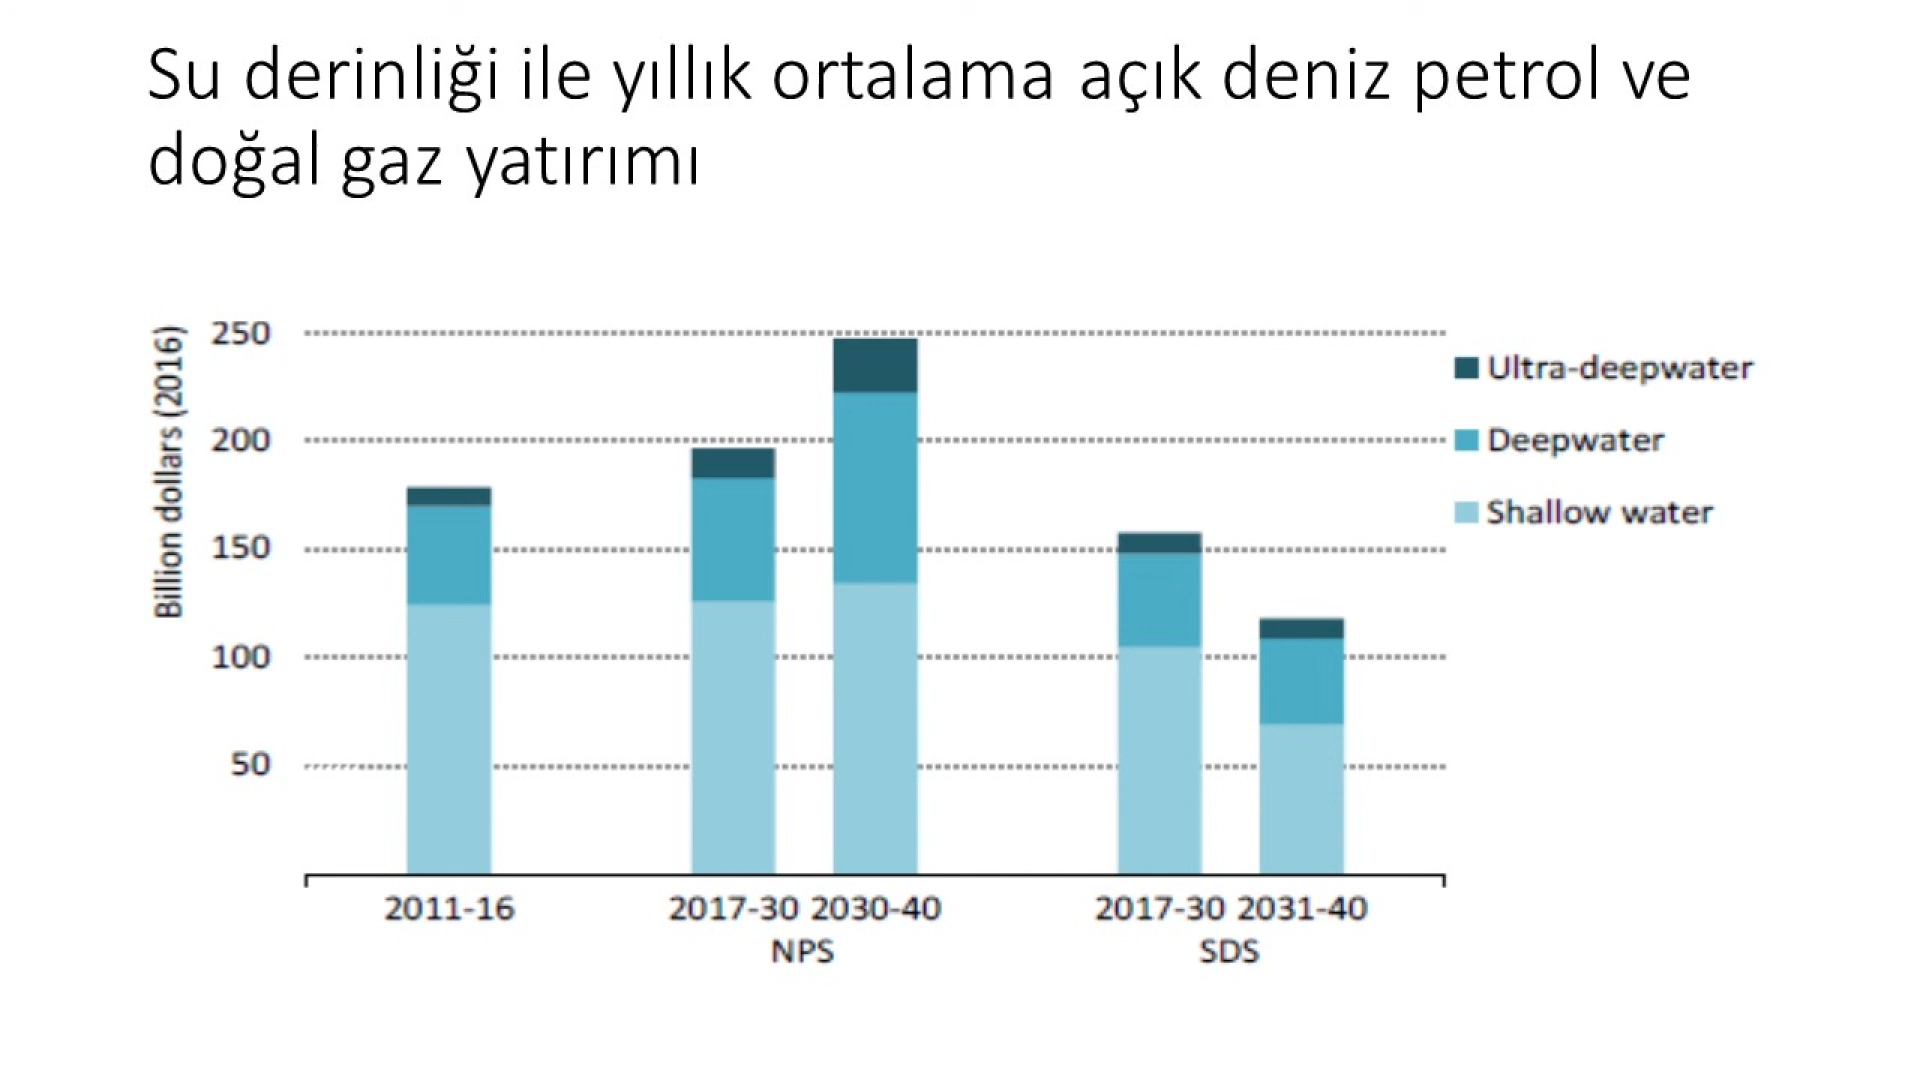 Su derinliği ile yıllık ortalama açık deniz petrol ve
doğal gaz yatırımı
Billion dollars (2016)
250
200
150
100
50
2011-16
2017-30 2030-40
NPS
2017-30 2031-40
SDS
Ultra-deepwater
Deepwater
Shallow water